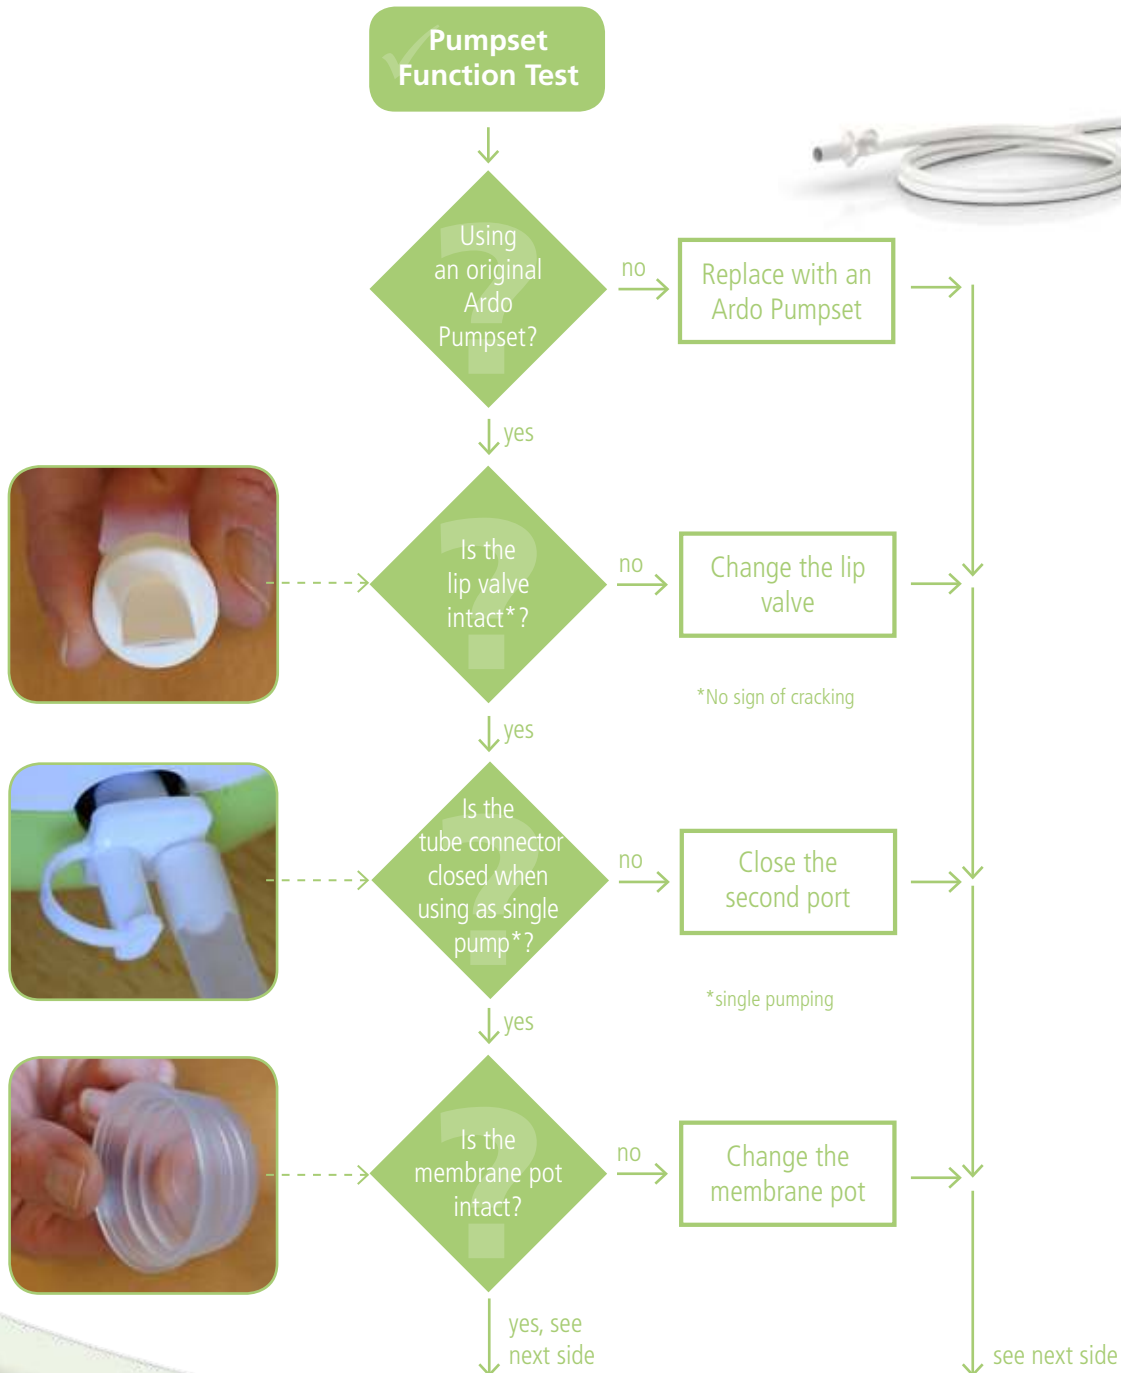 Pumpset
Function Test
Using
an original
Ardo
Pumpset?
no
Replace with an
Ardo Pumpset
yes
Is the
lip valve
intact*?
no
Change the lip
valve
*No sign of cracking
yes
Is the
tube connector
closed when
using as single
pump*?
no
Close the
second port
*single pumping
yes
Is the
membrane pot
intact?
no
Change the
membrane pot
yes, see
next side
see next side